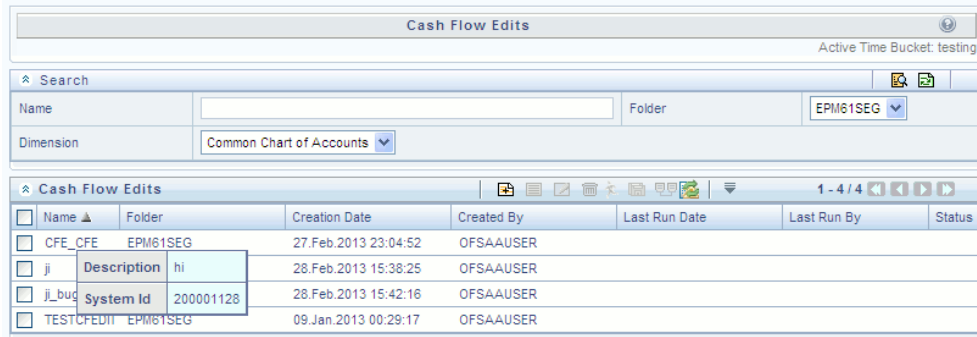 Cash Flow Edits
Active Time Bucket: testing
Search
Name Folder EPM61SEG
Dimension Common Chart of Accounts
Cash Flow Edits 1 - 4 / 4
Name Folder Creation Date Created By Last Run Date Last Run By Status
CFE_CFE EPM61SEG 27.Feb.2013 23:04:52 OFSAAUSER
ji 28.Feb.2013 15:38:25 OFSAAUSER
Description hi
ji_bug 28.Feb.2013 15:42:16 OFSAAUSER
System Id 200001128
TESTCFEDIT EPM61SEG 09.Jan.2013 00:29:17 OFSAAUSER